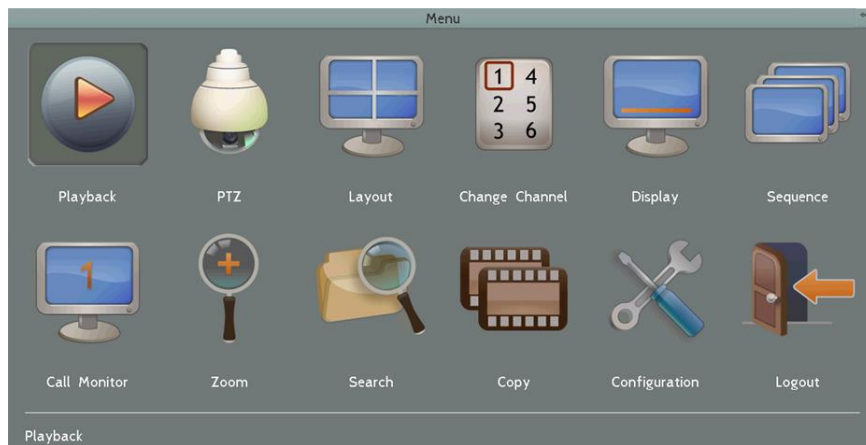 Menu
1 4
2 5
3 6
Playback PTZ Layout Change Channel Display Sequence
1
Call Monitor Zoom Search Copy Configuration Logout
Playback